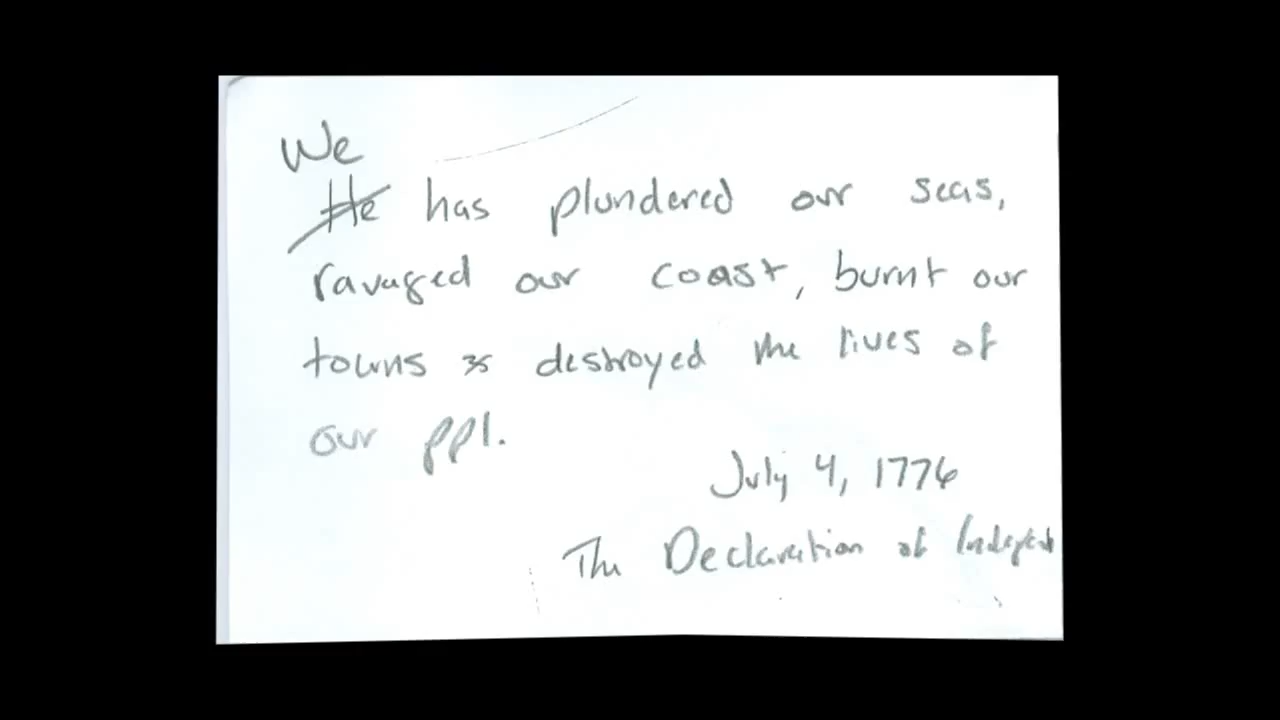 We
He has plundered our seas,
ravaged our coast, burnt our
towns & destroyed the lives of
our ppl.
July 4, 1776
The Declaration of